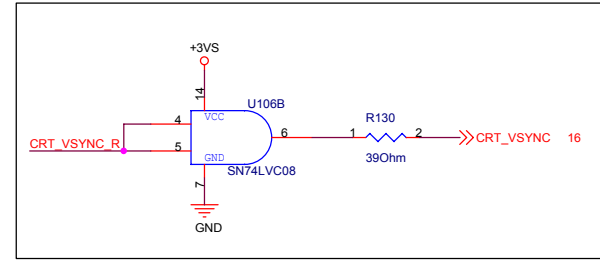 +3VS
14
U106B
VCC
4
R130
CRT_VSYNC_R
6
1
2
CRT_VSYNC 16
5
GND
39Ohm
7
SN74LVC08
GND